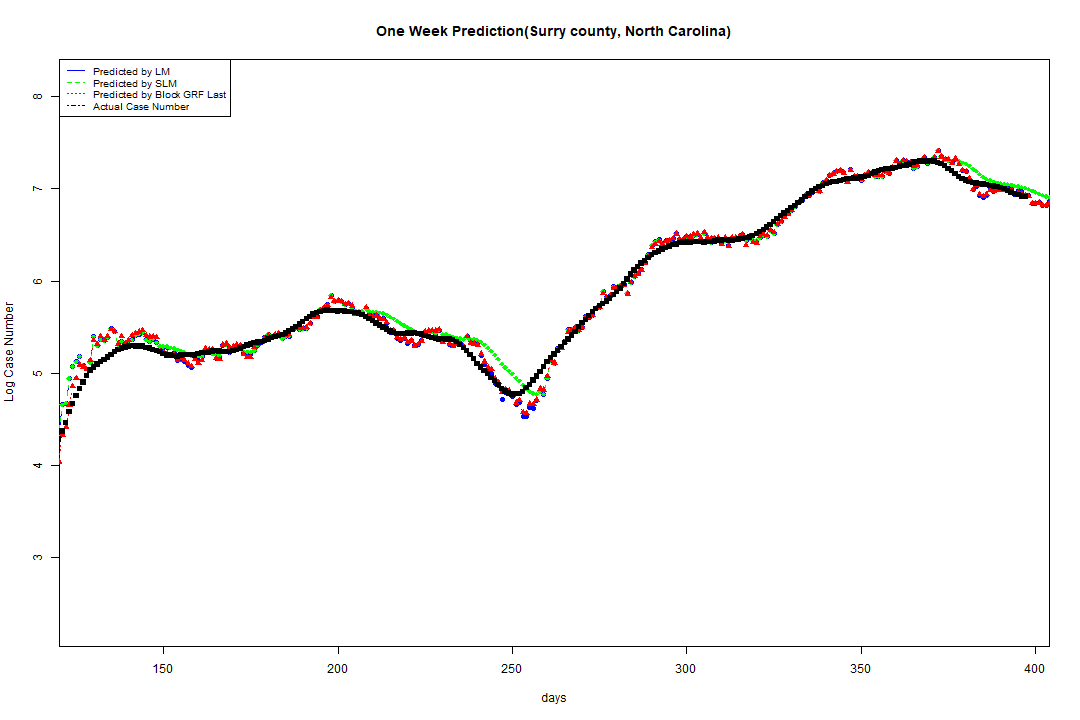 One Week Prediction(Surry county, North Carolina)
Predicted by LM
Predicted by SLM
Predicted by Block GRF Last
Actual Case Number
8
7
6
5
4
3
Log Case Number
150 200 250 300 350 400
days